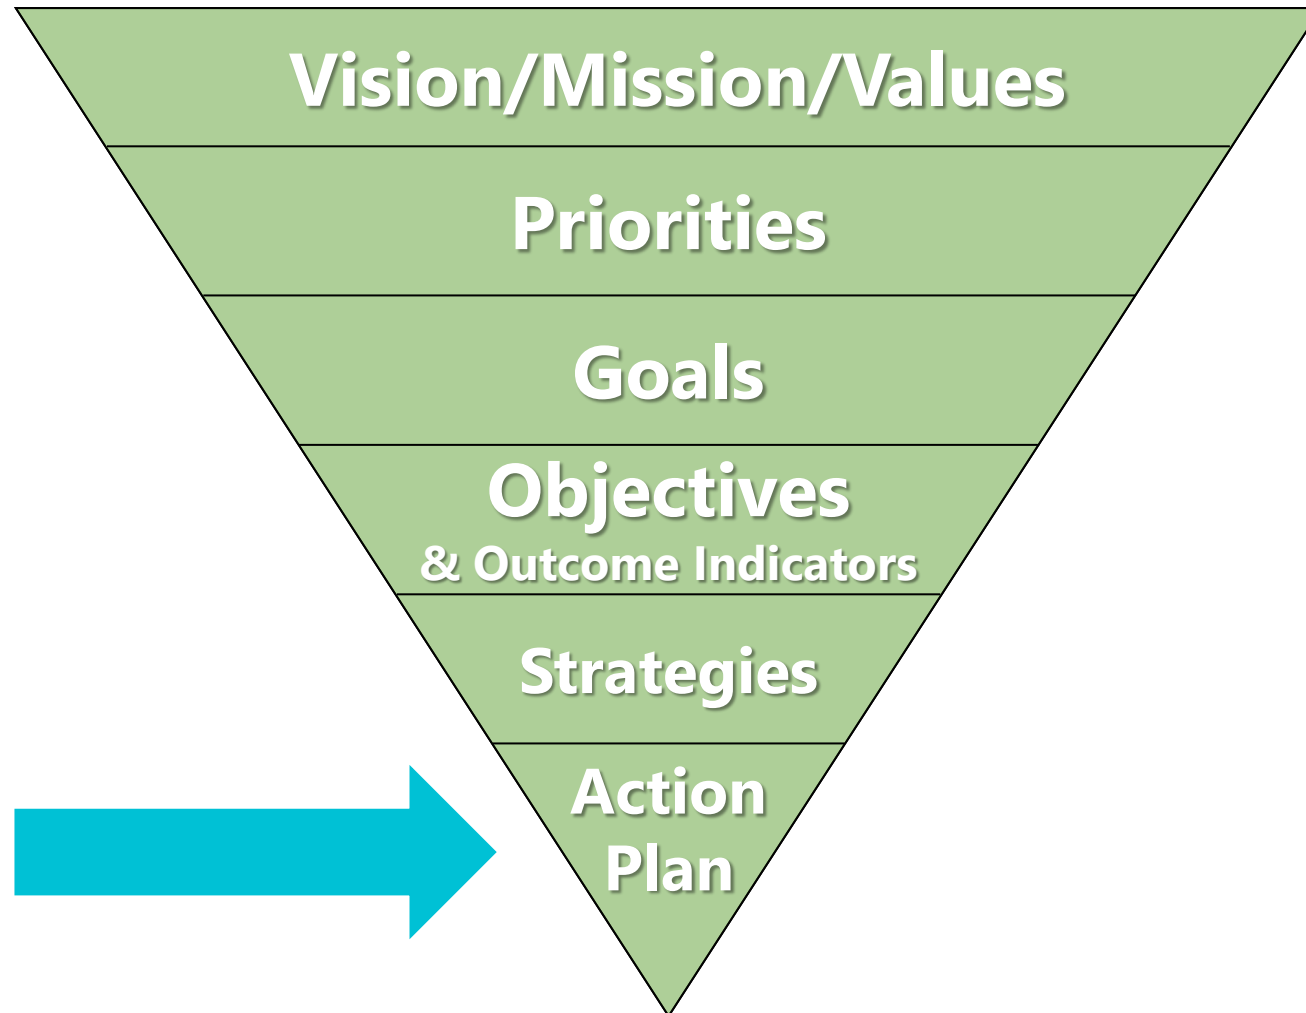 Vision/Mission/Values
Priorities
Goals
Objectives
& Outcome Indicators
Strategies
Action
Plan